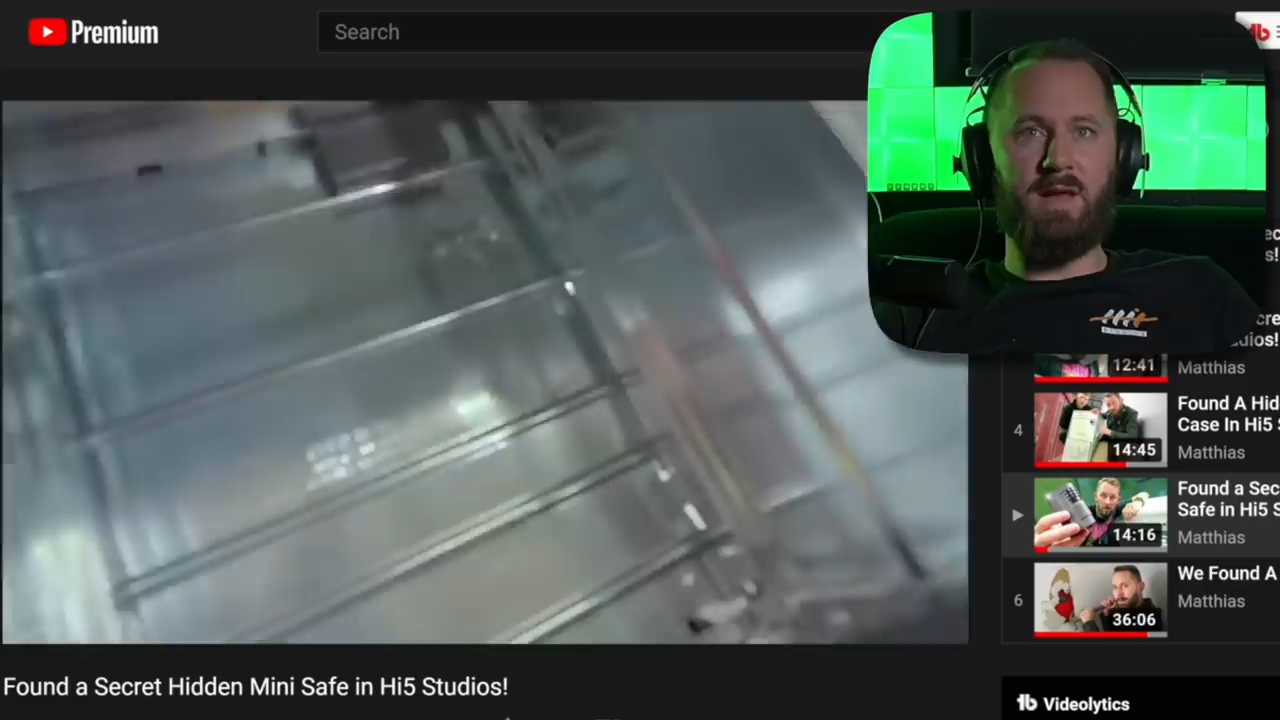 Premium
Search
Found a Secret Hidden Mini Safe in Hi5 Studios!
12:41
Matthias
4
14:45
Found A Hid
Case In Hi5 S
Matthias
14:16
Found a Sec
Safe in Hi5 S
Matthias
6
36:06
We Found A
Matthias
Videolytics